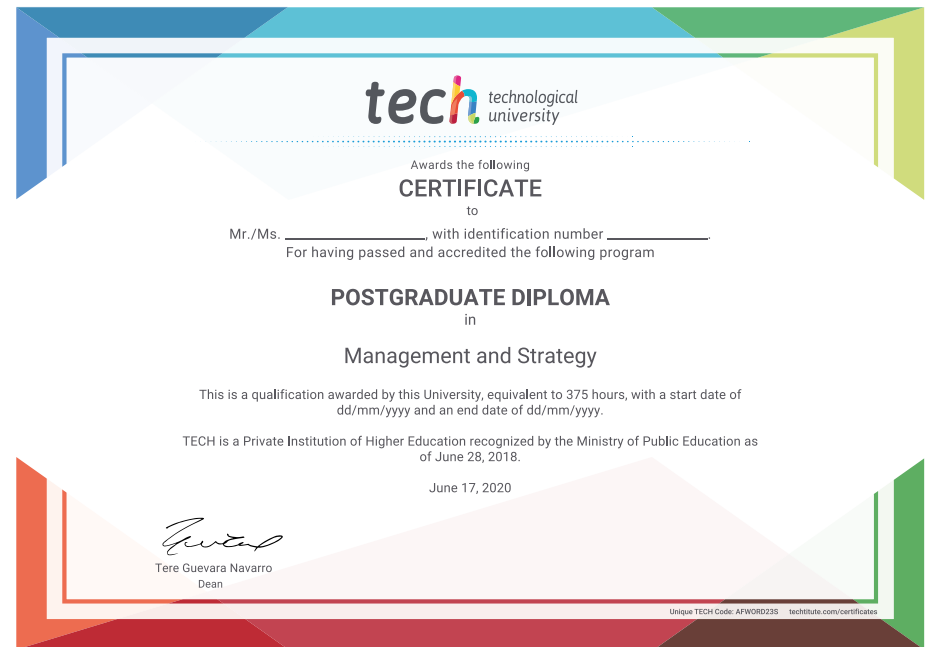 tech technological
university
Awards the following
CERTIFICATE
to
Mr./Ms. ____________________, with identification number ______________.
For having passed and accredited the following program
POSTGRADUATE DIPLOMA
in
Management and Strategy
This is a qualification awarded by this University, equivalent to 375 hours, with a start date of
dd/mm/yyyy and an end date of dd/mm/yyyy.
TECH is a Private Institution of Higher Education recognized by the Ministry of Public Education as
of June 28, 2018.
June 17, 2020
Tere Guevara Navarro
Dean
Unique TECH Code: AFWORD23S techtitute.com/certificates